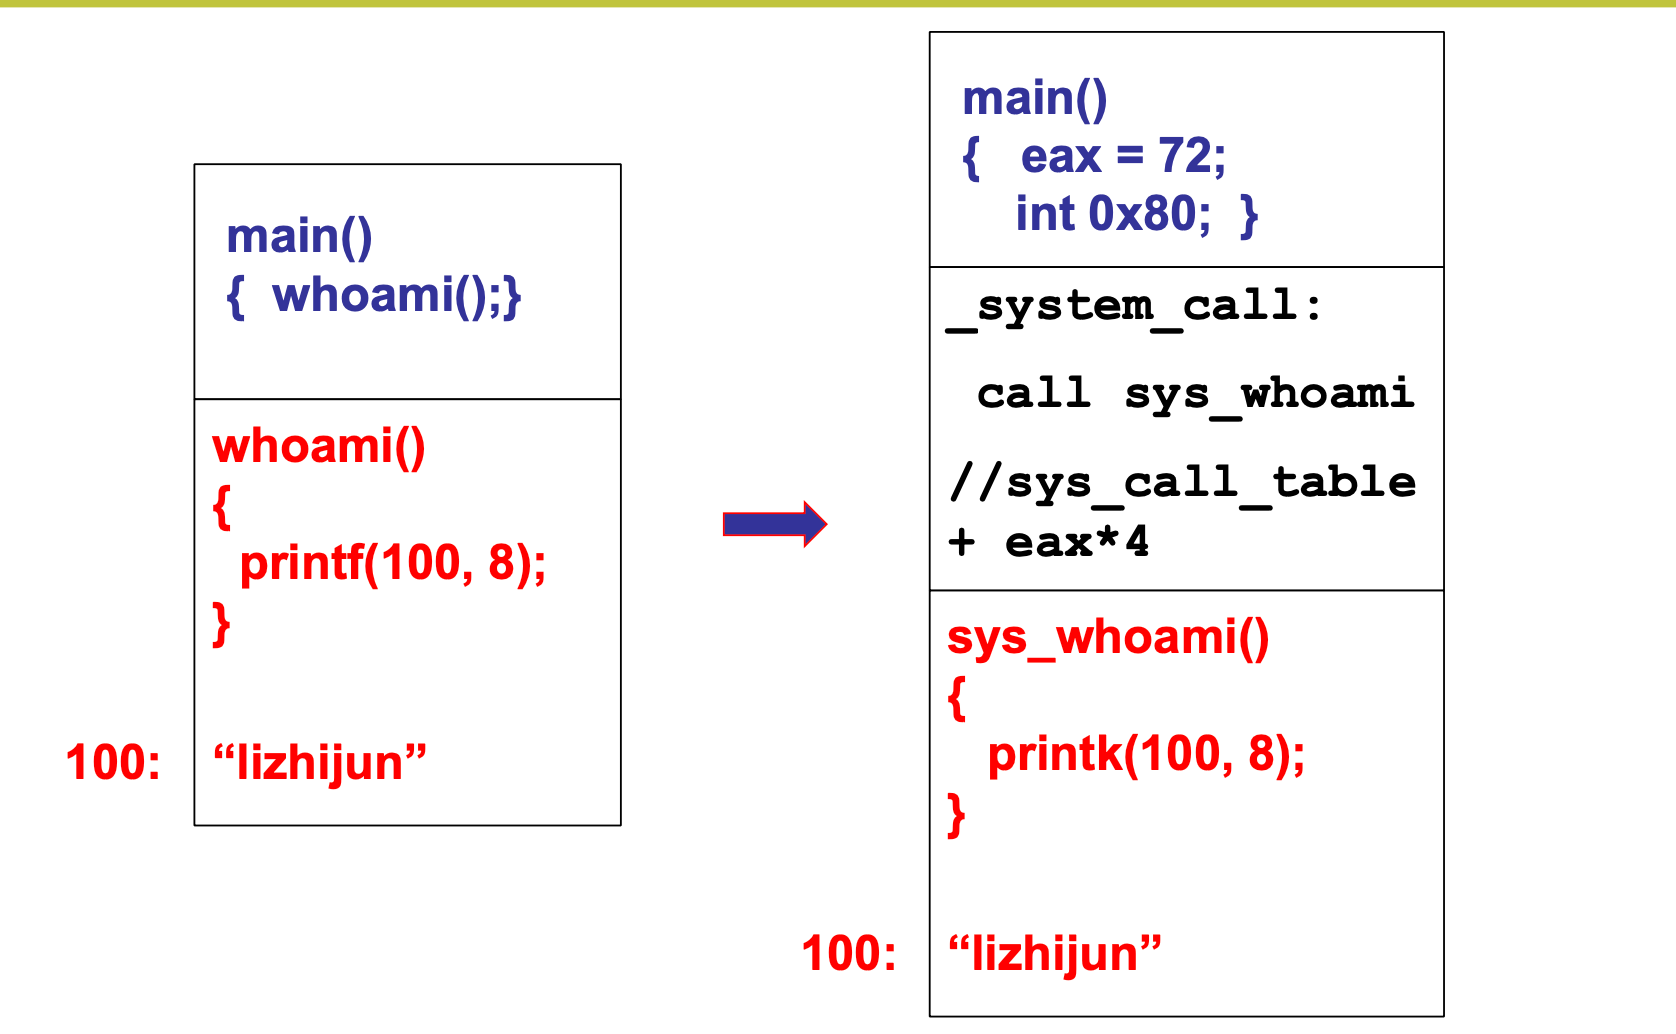 main()
{ whoami();}
whoami()
{
printf(100, 8);
}
100: “lizhijun”
main()
{ eax = 72;
int 0x80; }
_system_call:
call sys_whoami
//sys_call_table
+ eax*4
sys_whoami()
{
printk(100, 8);
}
100: “lizhijun”